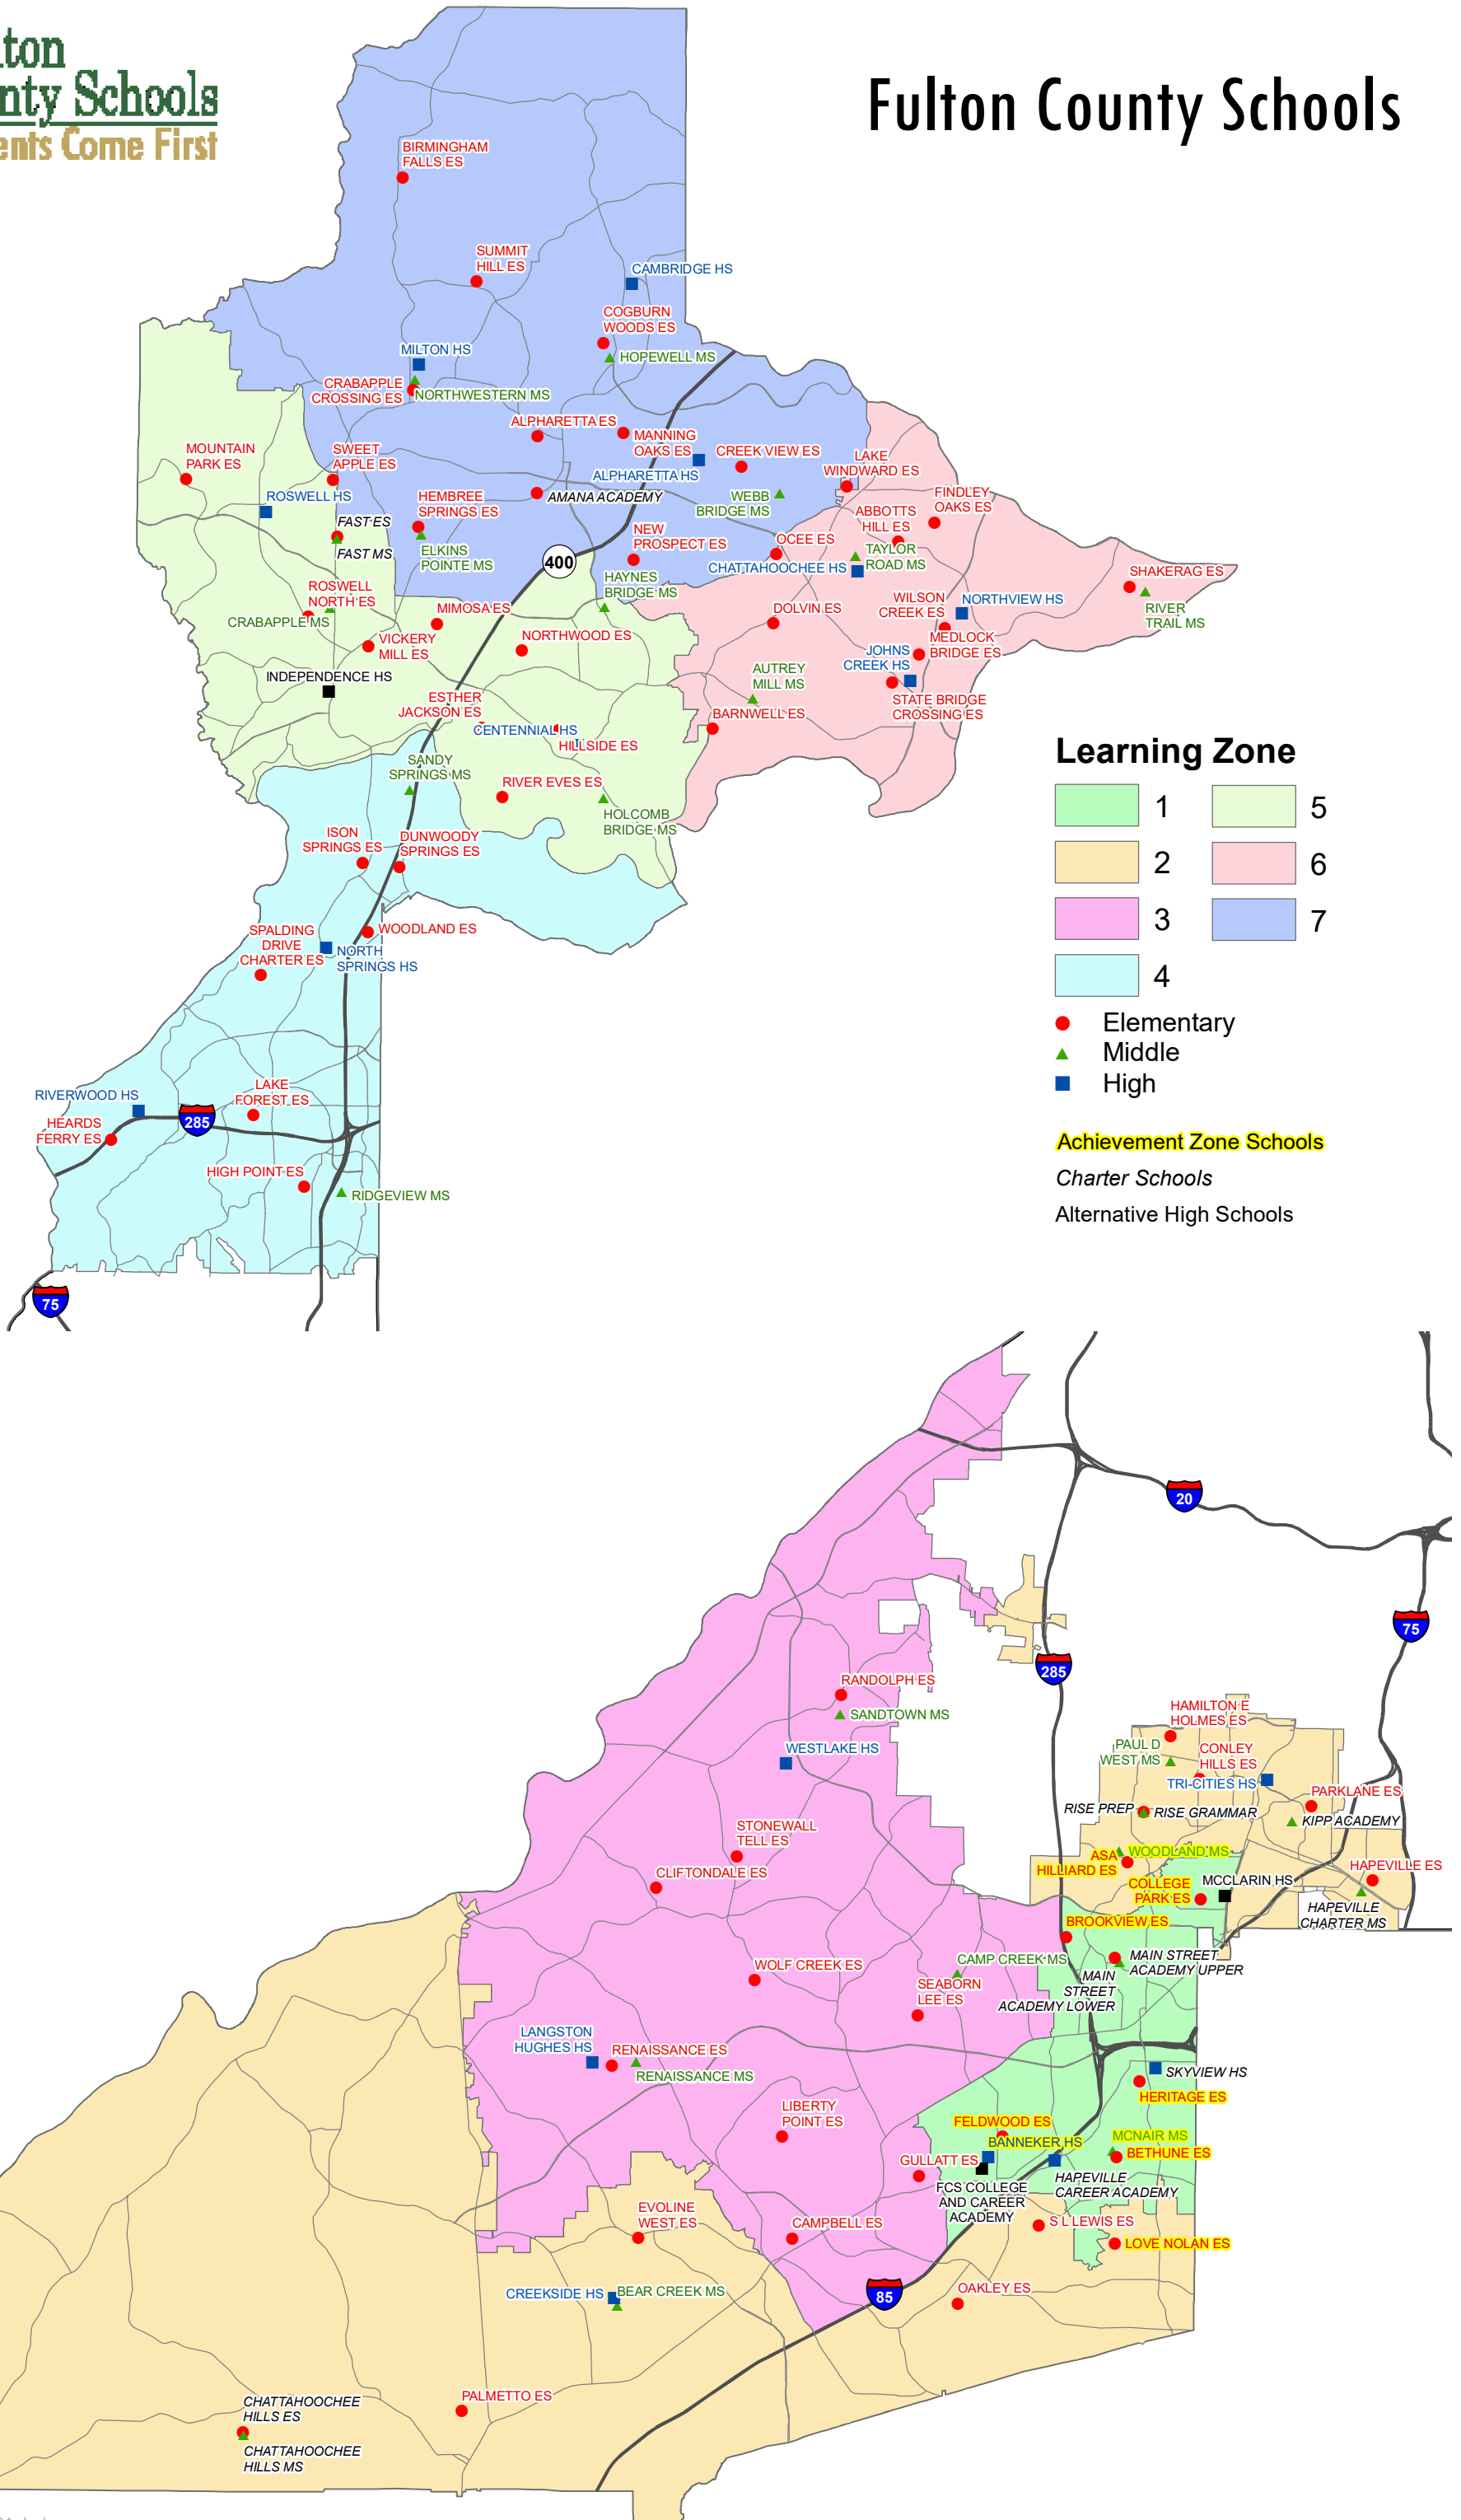 lton
nty Schools
ents Come First
Fulton County Schools
BIRMINGHAM
FALLS ES
SUMMIT
HILL ES
CAMBRIDGE HS
COGBURN
WOODS ES
HOPEWELL MS
MILTON HS
CRABAPPLE
CROSSING ES
NORTHWESTERN MS
ALPHARETTA ES
MANNING
OAKS ES
CREEK VIEW ES
ALPHARETTA HS
MOUNTAIN
PARK ES
SWEET
APPLE ES
LAKE
WINDWARD ES
ROSWELL HS
HEMBREE
SPRINGS ES
AMANA ACADEMY
WEBB
BRIDGE MS
FINDLEY
OAKS ES
ABBOTTS
HILL ES
FAST ES
FAST MS
ELKINS
POINTE MS
NEW
PROSPECT ES
OCEE ES
TAYLOR
ROAD MS
CHATTAHOOCHEE HS
400
HAYNES
BRIDGE MS
SHAKERAG ES
RIVER
TRAIL MS
ROSWELL
NORTH ES
CRABAPPLE MS
MIMOSA ES
DOLVIN ES
WILSON
CREEK ES
NORTHVIEW HS
VICKERY
MILL ES
NORTHWOOD ES
MEDLOCK
BRIDGE ES
JOHNS
CREEK HS
INDEPENDENCE HS
AUTREY
MILL MS
ESTHER
JACKSON ES
STATE BRIDGE
CROSSING ES
BARNWELL ES
CENTENNIAL HS
HILLSIDE ES
SANDY
SPRINGS MS
RIVER EVES ES
HOLCOMB
BRIDGE MS
ISON
SPRINGS ES
DUNWOODY
SPRINGS ES
SPALDING
DRIVE
CHARTER ES
WOODLAND ES
NORTH
SPRINGS HS
RIVERWOOD HS
LAKE
FOREST ES
HEARDS
FERRY ES
285
HIGH POINT ES
RIDGEVIEW MS
75
Learning Zone
1 5
2 6
3 7
4
Elementary
Middle
High
Achievement Zone Schools
Charter Schools
Alternative High Schools
20
75
285
RANDOLPH ES
SANDTOWN MS
WESTLAKE HS
HAMILTON E
HOLMES ES
PAUL D
WEST MS
CONLEY
HILLS ES
TRI-CITIES HS
PARKLANE ES
RISE PREP
RISE GRAMMAR
KIPP ACADEMY
STONEWALL
TELL ES
CLIFTONDALE ES
ASA
HILLIARD ES
WOODLAND MS
HAPEVILLE ES
COLLEGE
PARK ES
MCCLARIN HS
HAPEVILLE
CHARTER MS
BROOKVIEW ES
MAIN STREET
ACADEMY UPPER
CAMP CREEK MS
WOLF CREEK ES
MAIN
STREET
ACADEMY LOWER
SEABORN
LEE ES
LANGSTON
HUGHES HS
RENAISSANCE ES
RENAISSANCE MS
SKYVIEW HS
HERITAGE ES
LIBERTY
POINT ES
FELDWOOD ES
BANNEKER HS
MCNAIR MS
BETHUNE ES
GULLATT ES
HAPEVILLE
CAREER ACADEMY
FCS COLLEGE
AND CAREER
ACADEMY
EVOLINE
WEST ES
CAMPBELL ES
S L LEWIS ES
LOVE NOLAN ES
CREEKSIDE HS
BEAR CREEK MS
85
OAKLEY ES
CHATTAHOOCHEE
HILLS ES
PALMETTO ES
CHATTAHOOCHEE
HILLS MS